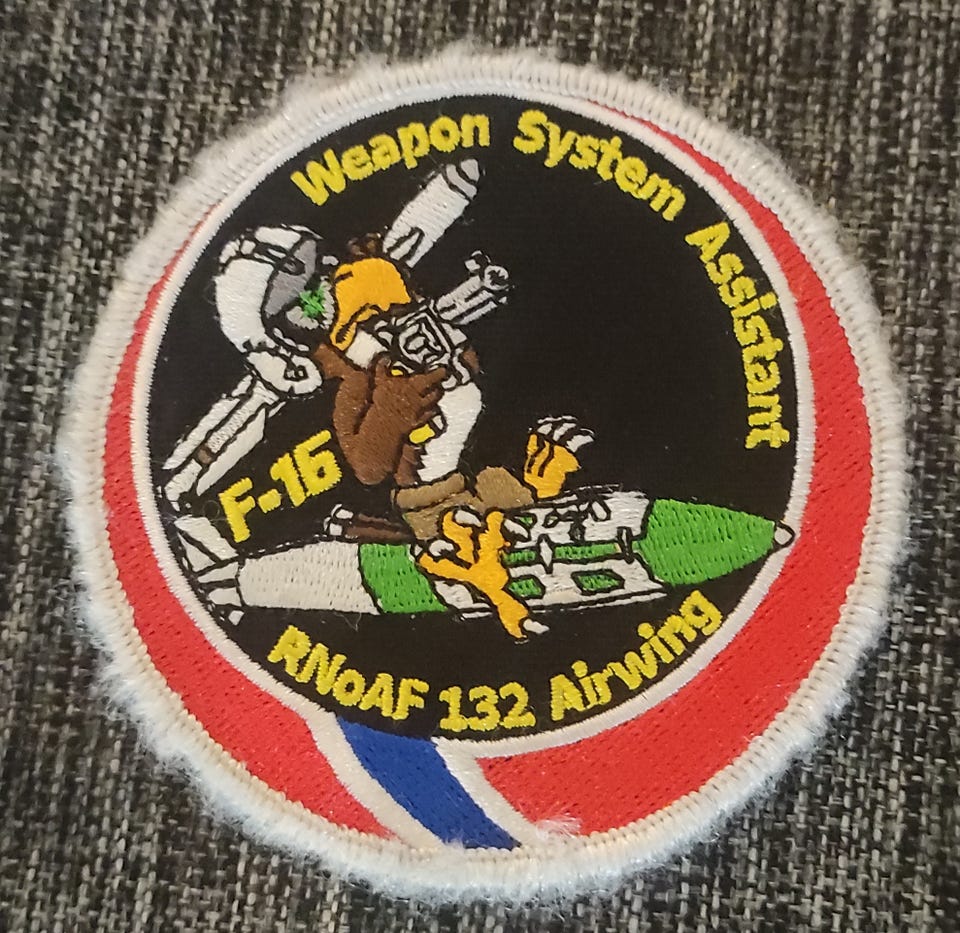 Weapon System Assistant
F-16
RNoAF 132 Airwing